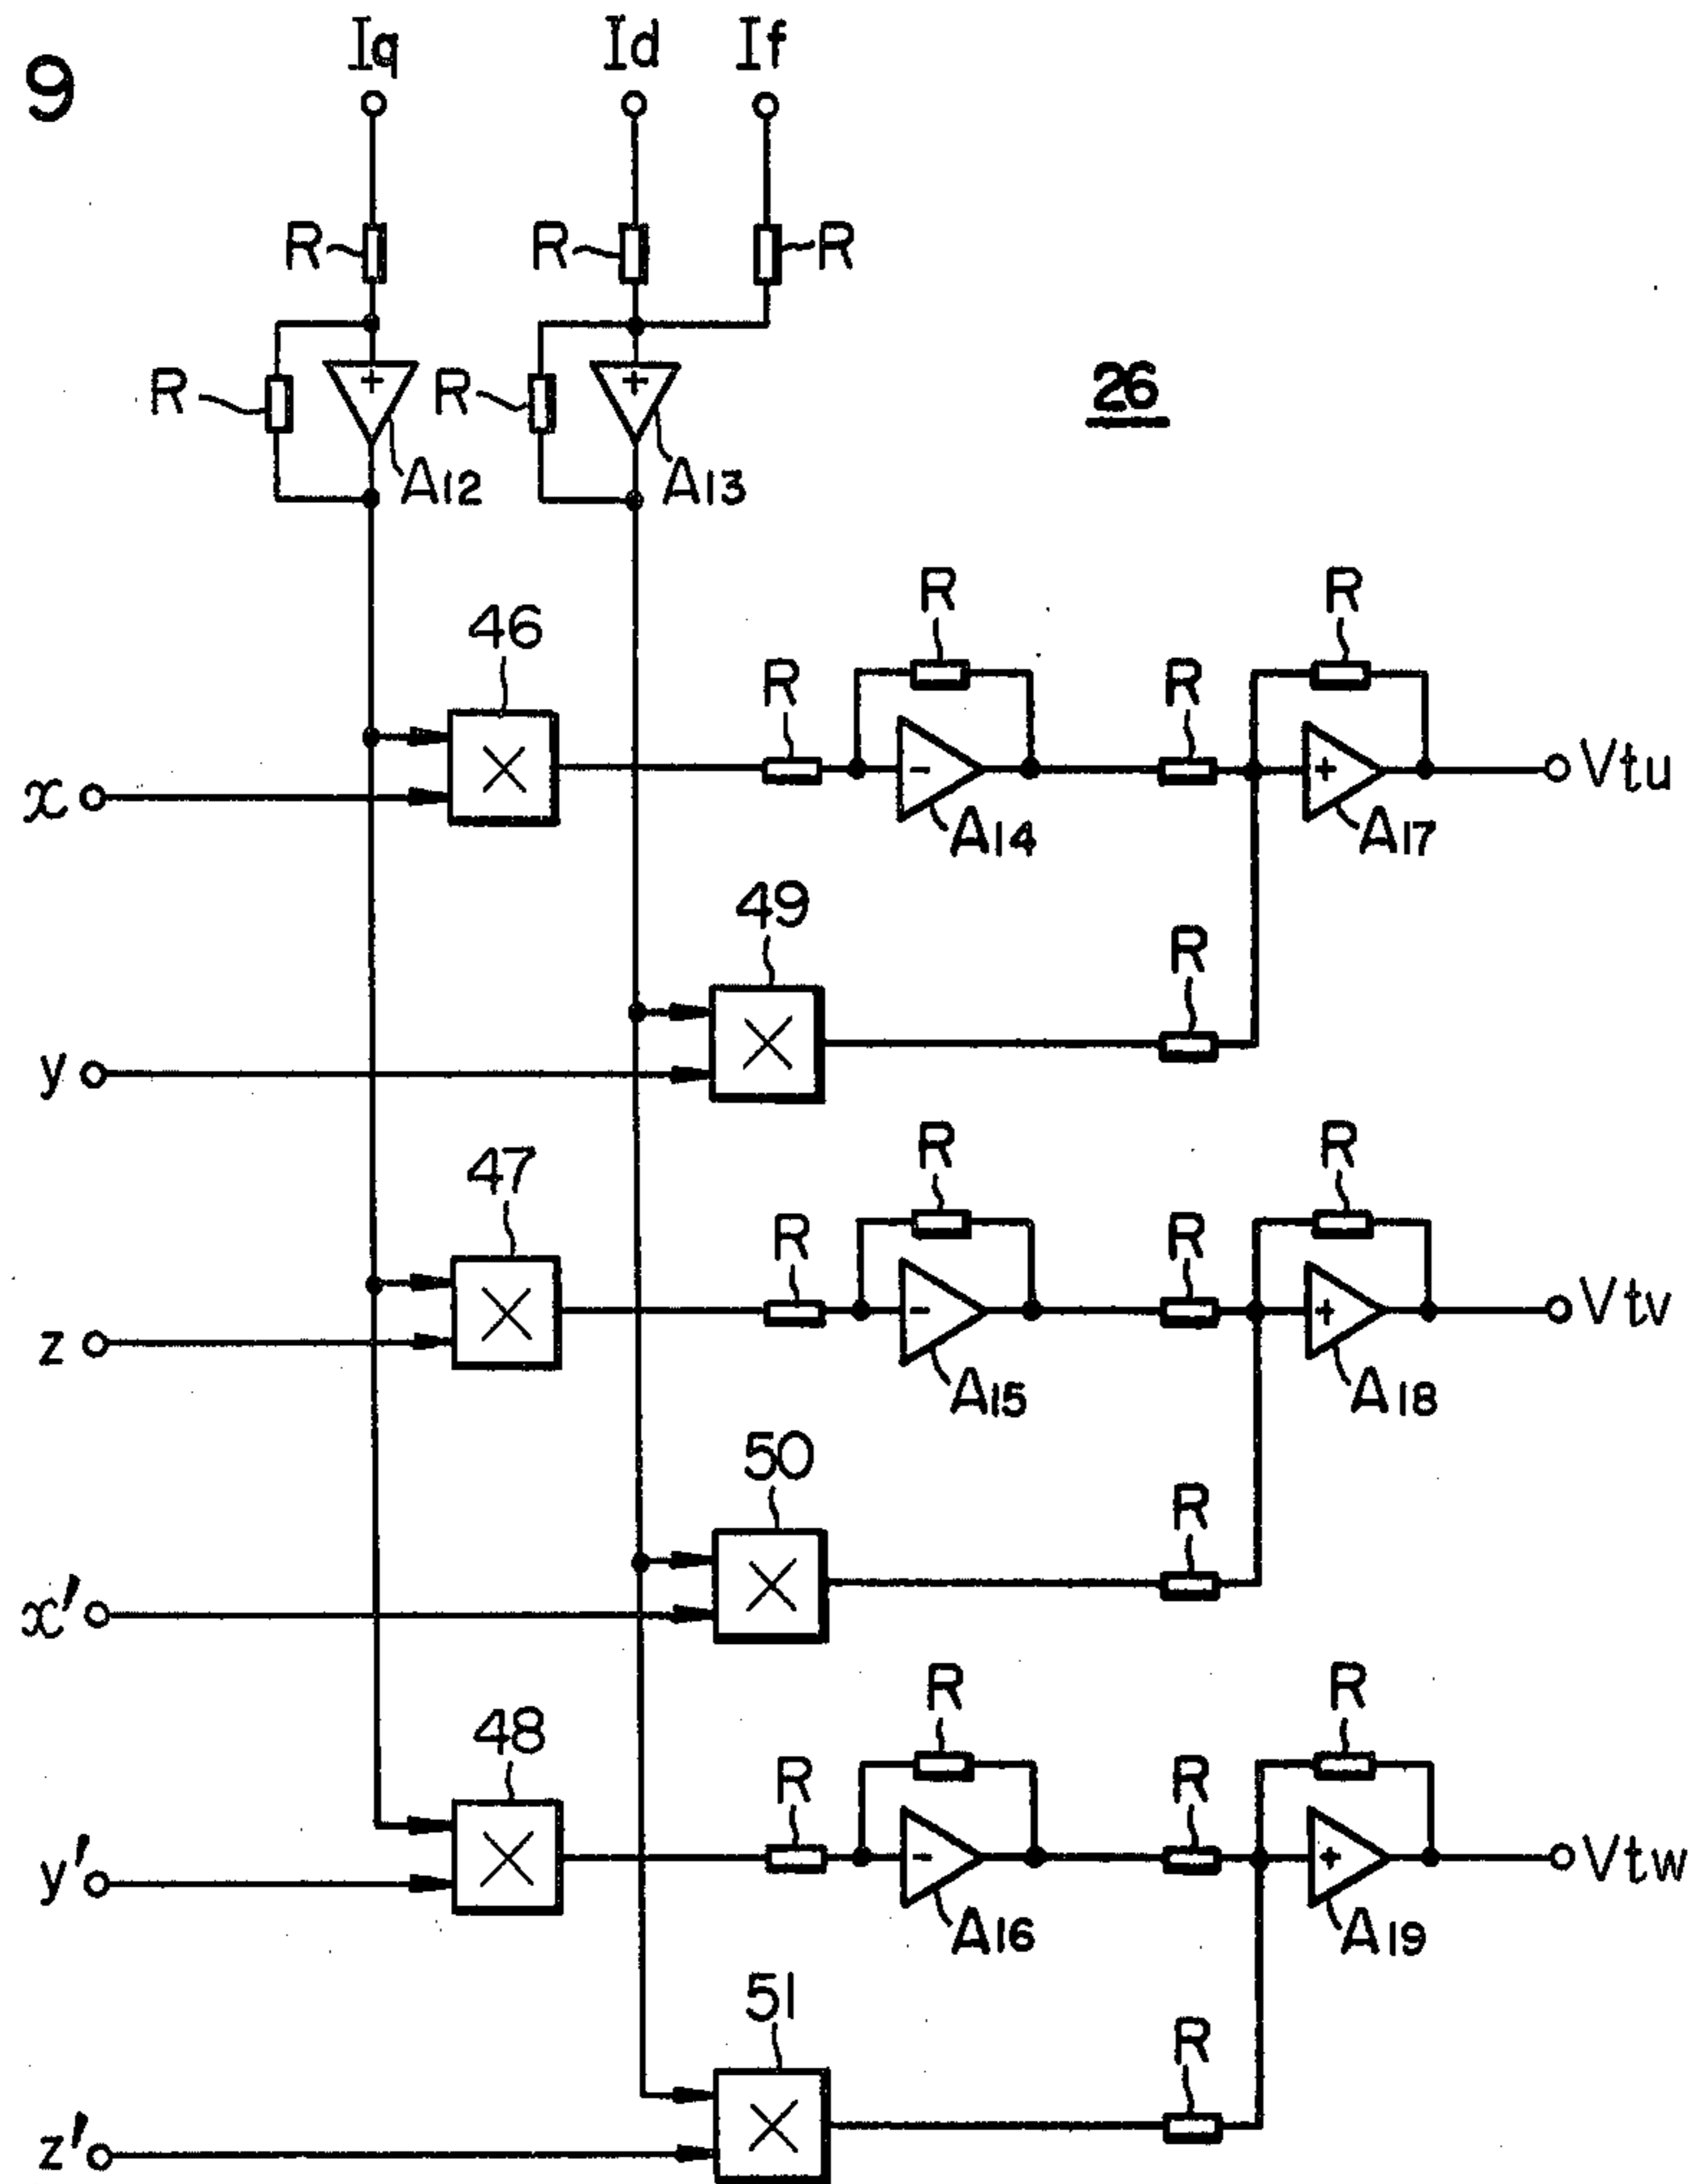 9
Iq Id If
R R R
R + R +
A12 A13
26
46 R R
R R
x × - + Vtu
A14 A17
49 R
y ×
47 R R
R R
z × - + Vtv
A15 A18
50 R
x' ×
48 R R
R R
y' × - + Vtw
A16 A19
51 R
z' ×